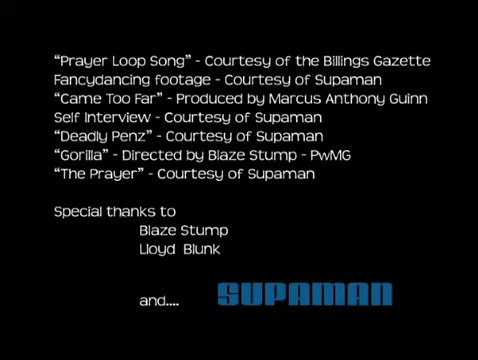 “Prayer Loop Song” - Courtesy of the Billings Gazette
Fancydancing footage - Courtesy of Supaman
“Came Too Far” - Produced by Marcus Anthony Guinn
Self Interview - Courtesy of Supaman
“Deadly Penz” - Courtesy of Supaman
“Gorilla” - Directed by Blaze Stump - PwMG
“The Prayer” - Courtesy of Supaman
Special thanks to
Blaze Stump
Lloyd Blunk
and.... SUPAMAN